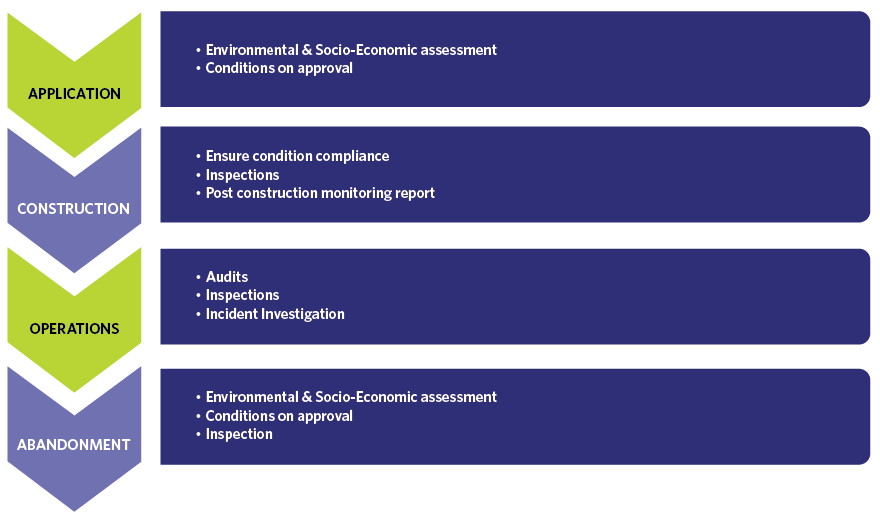 APPLICATION
• Environmental & Socio-Economic assessment
• Conditions on approval
CONSTRUCTION
• Ensure condition compliance
• Inspections
• Post construction monitoring report
OPERATIONS
• Audits
• Inspections
• Incident Investigation
ABANDONMENT
• Environmental & Socio-Economic assessment
• Conditions on approval
• Inspection